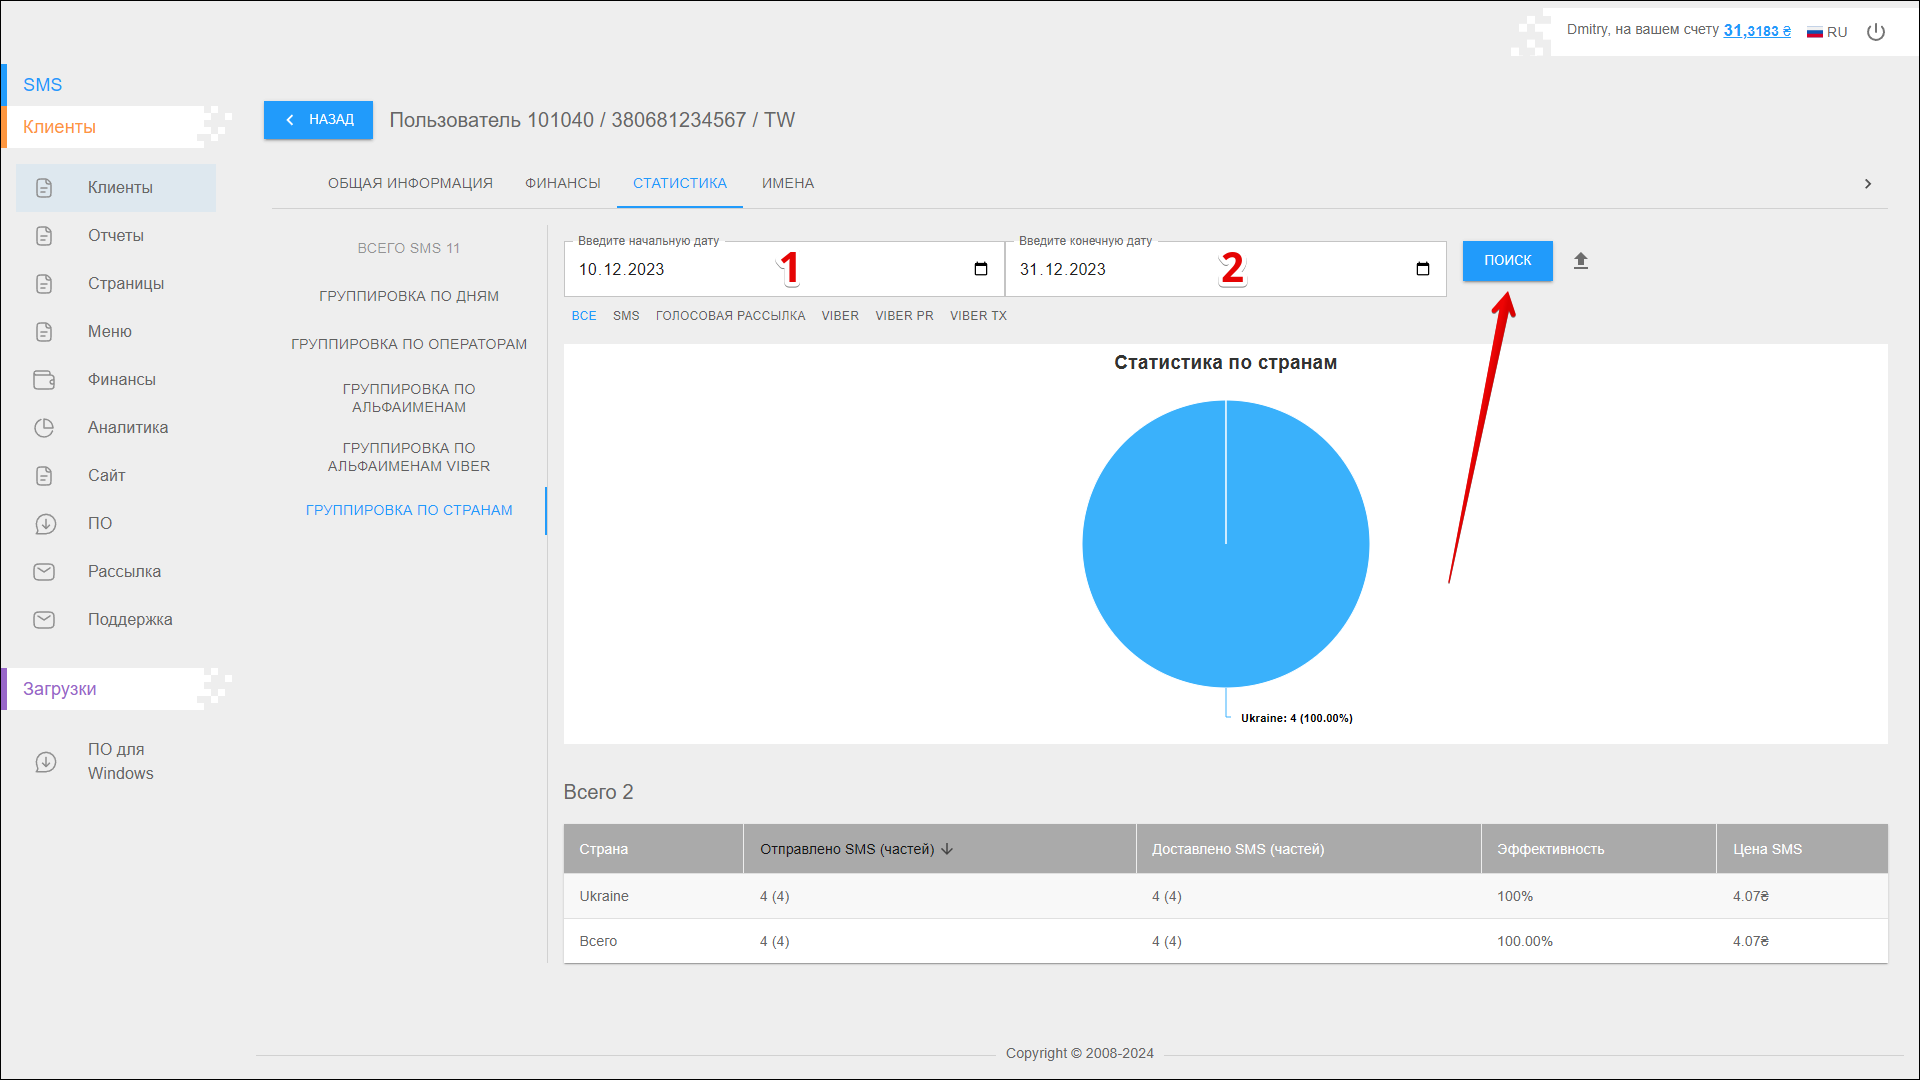 Dmitry, на вашем счету 31,3183 ₴ RU
SMS
Клиенты
Клиенты
Отчеты
Страницы
Меню
Финансы
Аналитика
Сайт
ПО
Рассылка
Поддержка
Загрузки
ПО для
Windows
НАЗАД Пользователь 101040 / 380681234567 / TW
ОБЩАЯ ИНФОРМАЦИЯ ФИНАНСЫ СТАТИСТИКА ИМЕНА
ВСЕГО SMS 11
ГРУППИРОВКА ПО ДНЯМ
ГРУППИРОВКА ПО ОПЕРАТОРАМ
ГРУППИРОВКА ПО
АЛЬФАИМЕНАМ
ГРУППИРОВКА ПО
АЛЬФАИМЕНАМ VIBER
ГРУППИРОВКА ПО СТРАНАМ
Введите начальную дату Введите конечную дату
10.12.2023 1 31.12.2023 2 ПОИСК
ВСЕ SMS ГОЛОСОВАЯ РАССЫЛКА VIBER VIBER PR VIBER TX
Статистика по странам
Ukraine: 4 (100.00%)
Всего 2
Страна Отправлено SMS (частей) Доставлено SMS (частей) Эффективность Цена SMS
Ukraine 4 (4) 4 (4) 100% 4.07₴
Всего 4 (4) 4 (4) 100.00% 4.07₴
Copyright © 2008-2024